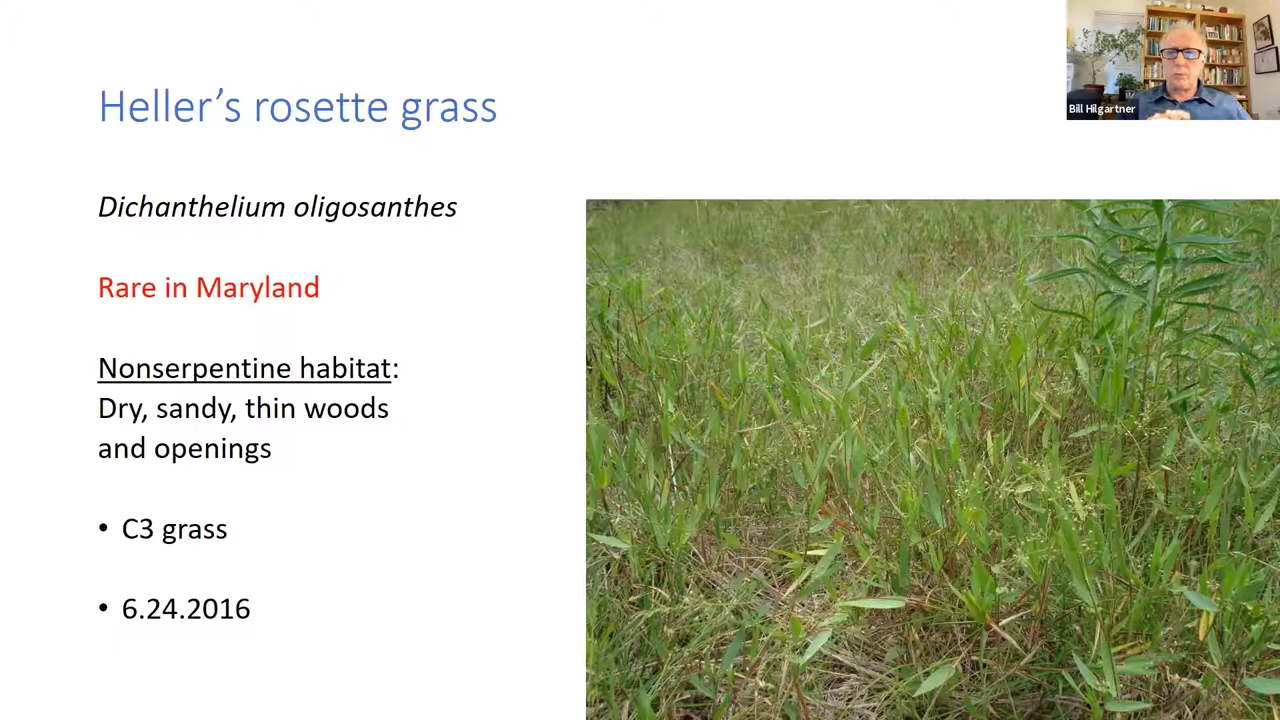 Heller’s rosette grass
Bill Hilgartner
Dichanthelium oligosanthes
Rare in Maryland
Nonserpentine habitat:
Dry, sandy, thin woods
and openings
• C3 grass
• 6.24.2016